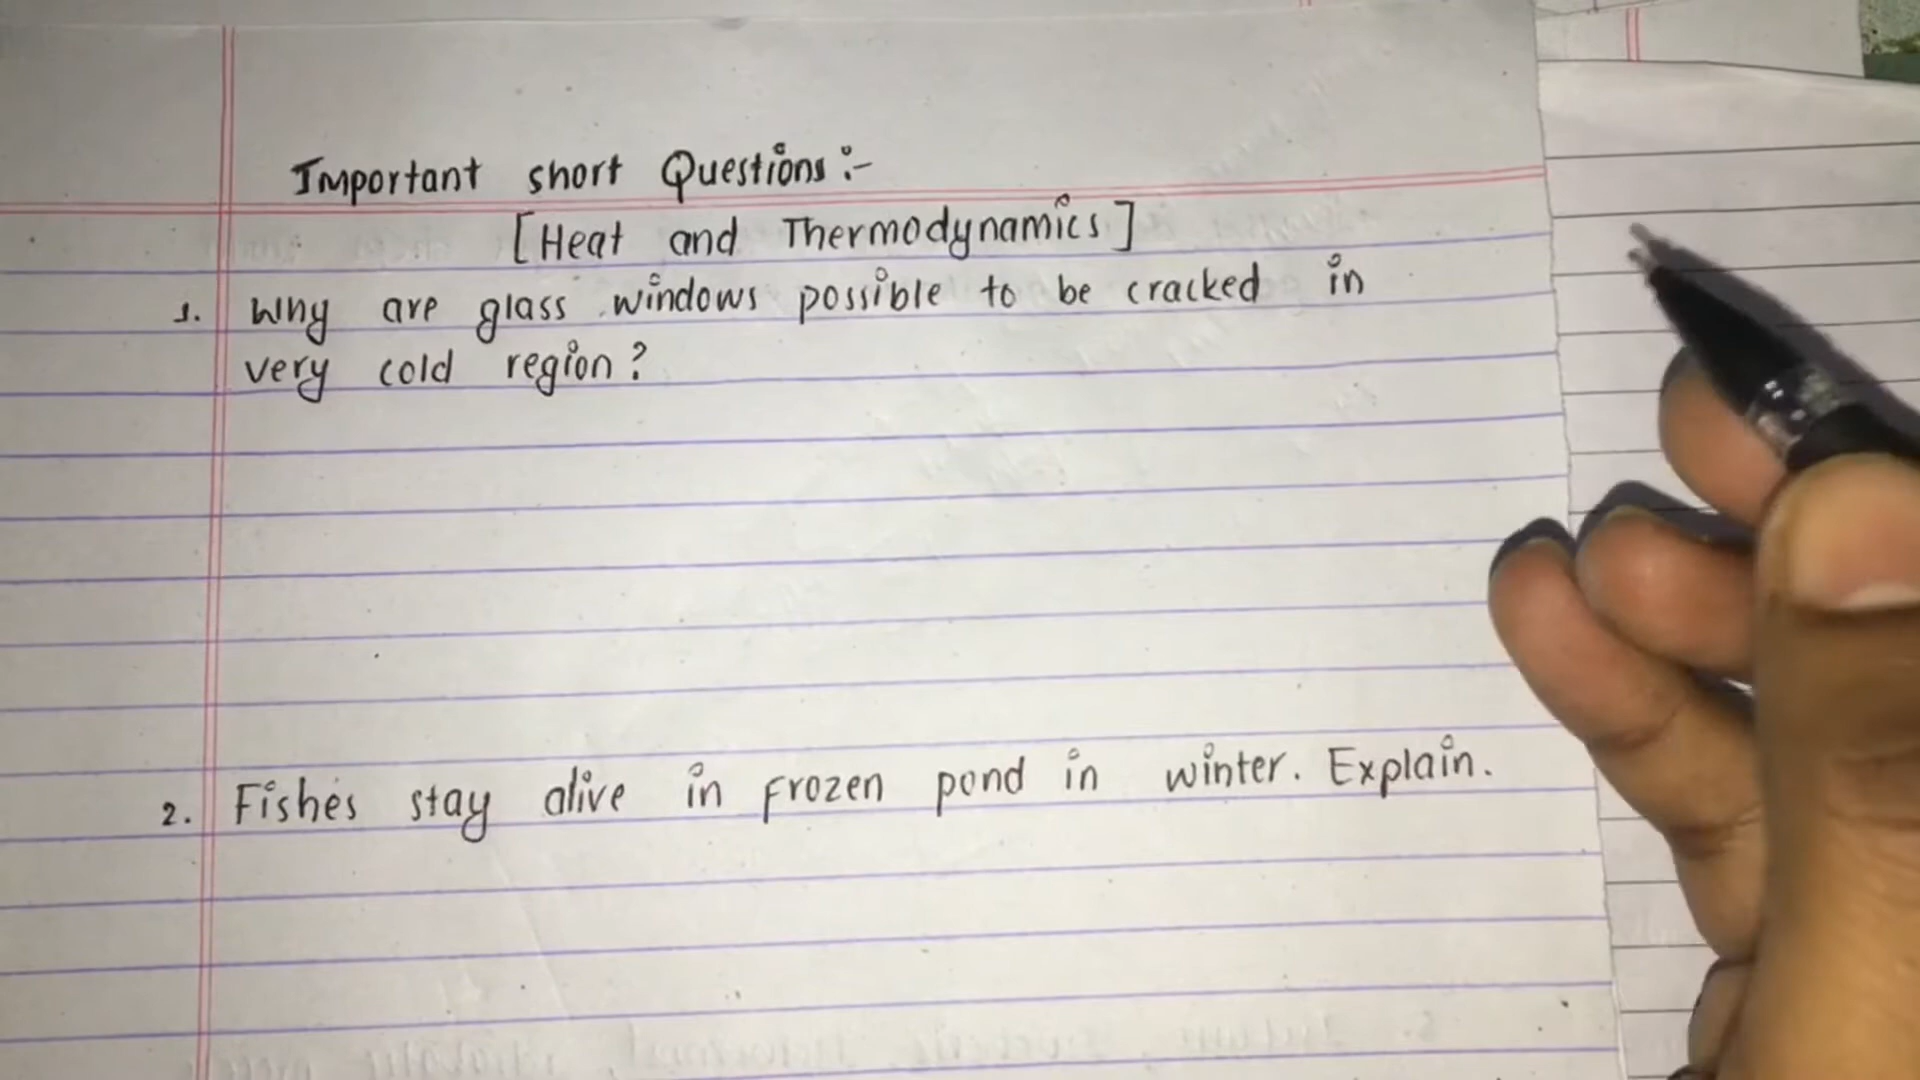 Important short Questions :-
[Heat and Thermodynamics]
1. Why are glass windows possible to be cracked in
very cold region?
2. Fishes stay alive in frozen pond in winter. Explain.